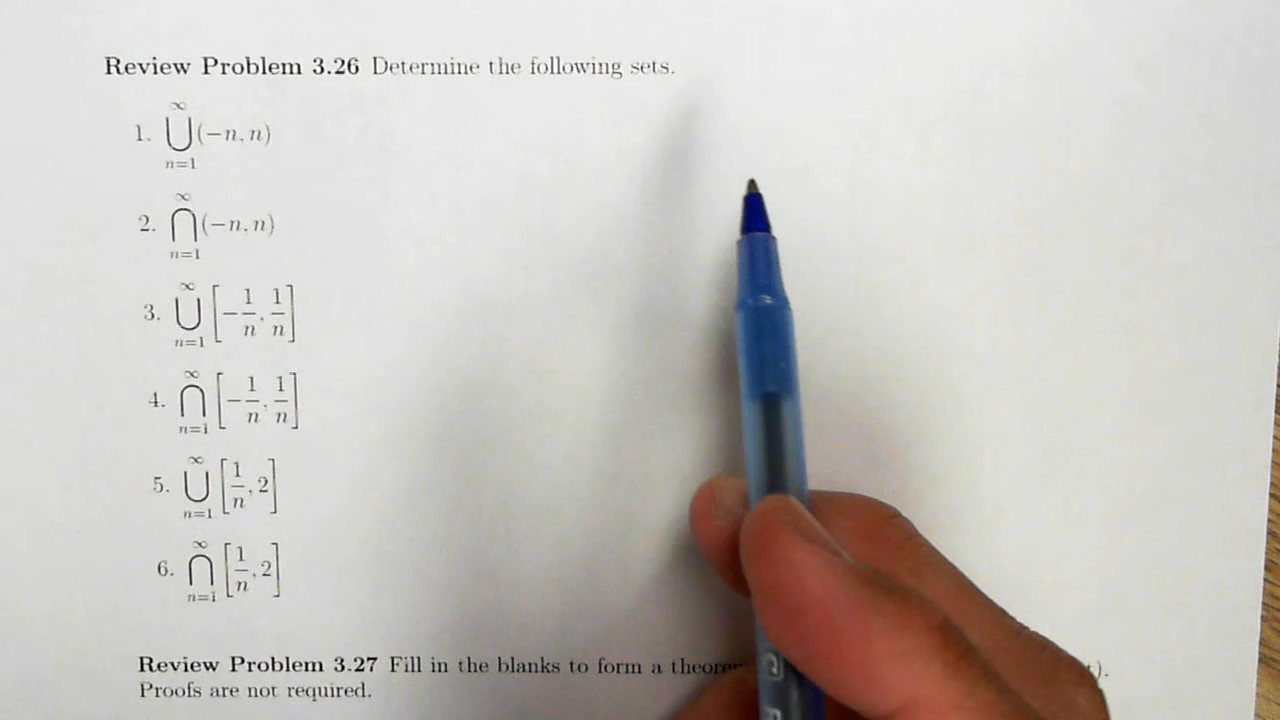 Review Problem 3.26 Determine the following sets.
1. ∞ ⋃ n=1 (−n, n)
2. ∞ ⋂ n=1 (−n, n)
3. ∞ ⋃ n=1 [−1/n, 1/n]
4. ∞ ⋂ n=1 [−1/n, 1/n]
5. ∞ ⋃ n=1 [1/n, 2]
6. ∞ ⋂ n=1 [1/n, 2]
Review Problem 3.27 Fill in the blanks to form a ).
Proofs are not required.